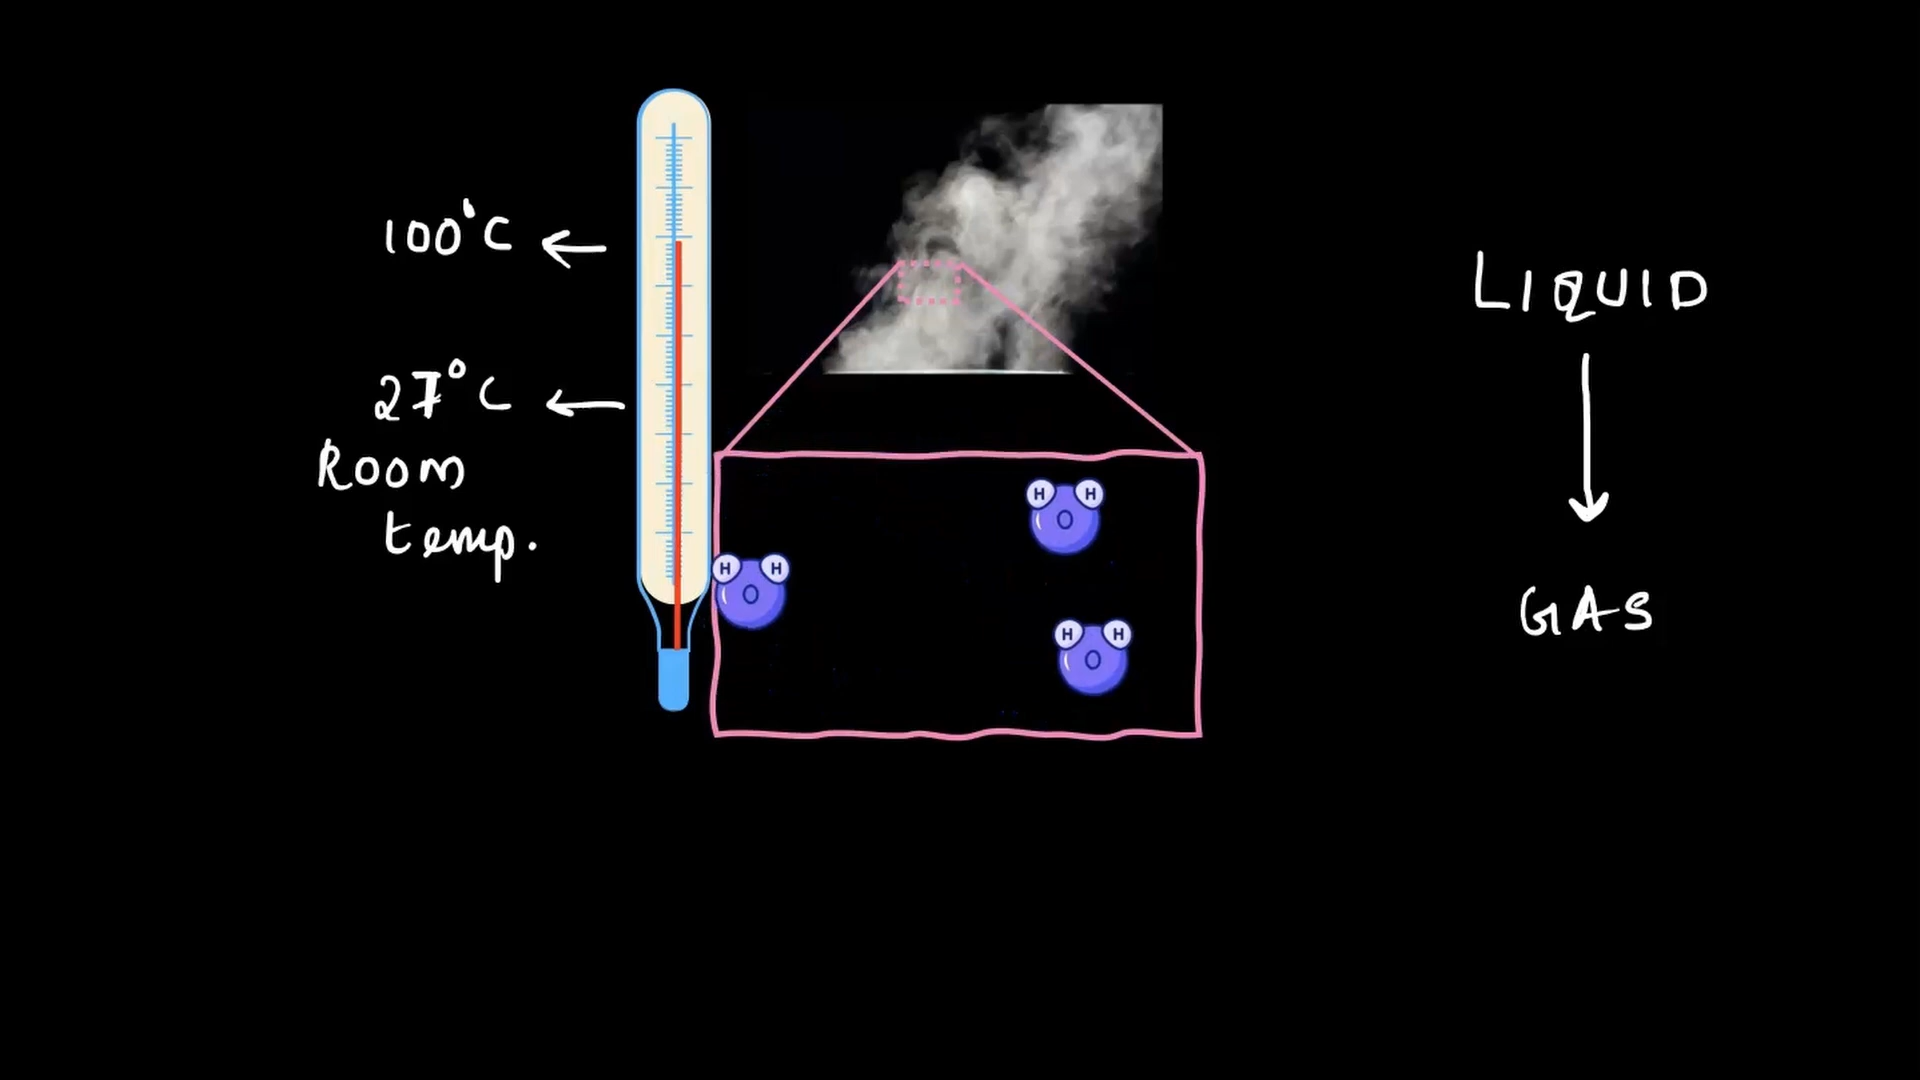 100°C ←
27°C ←
Room
temp.
H H
O
H H
O
H H
O
LIQUID
GAS